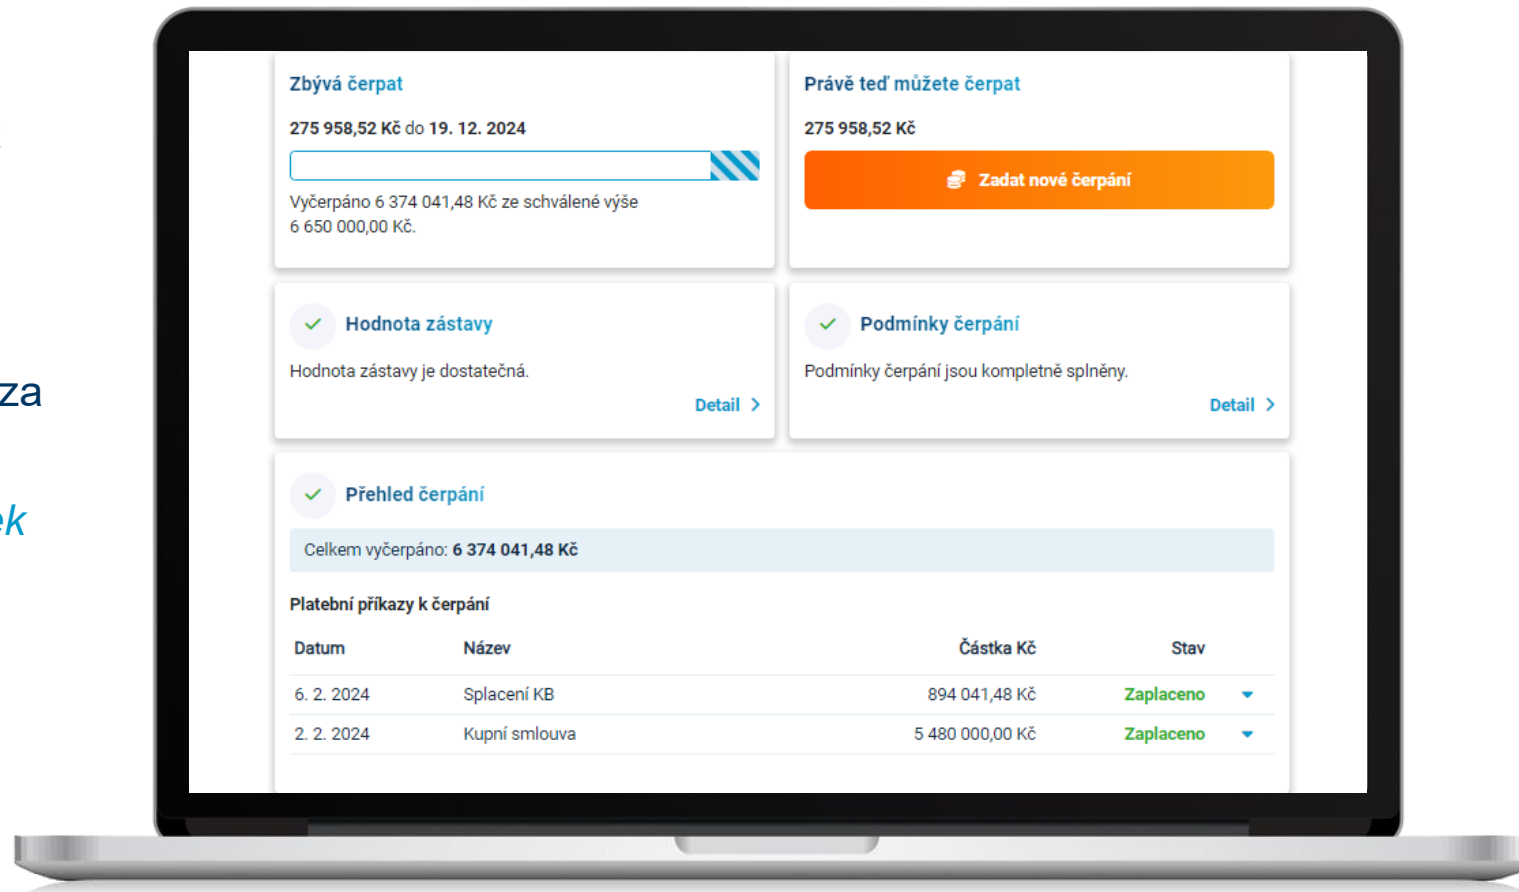 za
ek
Zbývá čerpat
275 958,52 Kč do 19. 12. 2024
Vyčerpáno 6 374 041,48 Kč ze schválené výše
6 650 000,00 Kč.
Právě teď můžete čerpat
275 958,52 Kč
Zadat nové čerpání
Hodnota zástavy
Hodnota zástavy je dostatečná.
Detail
Podmínky čerpání
Podmínky čerpání jsou kompletně splněny.
Detail
Přehled čerpání
Celkem vyčerpáno: 6 374 041,48 Kč
Platební příkazy k čerpání
Datum Název Částka Kč Stav
6. 2. 2024 Splacení KB 894 041,48 Kč Zaplaceno
2. 2. 2024 Kupní smlouva 5 480 000,00 Kč Zaplaceno